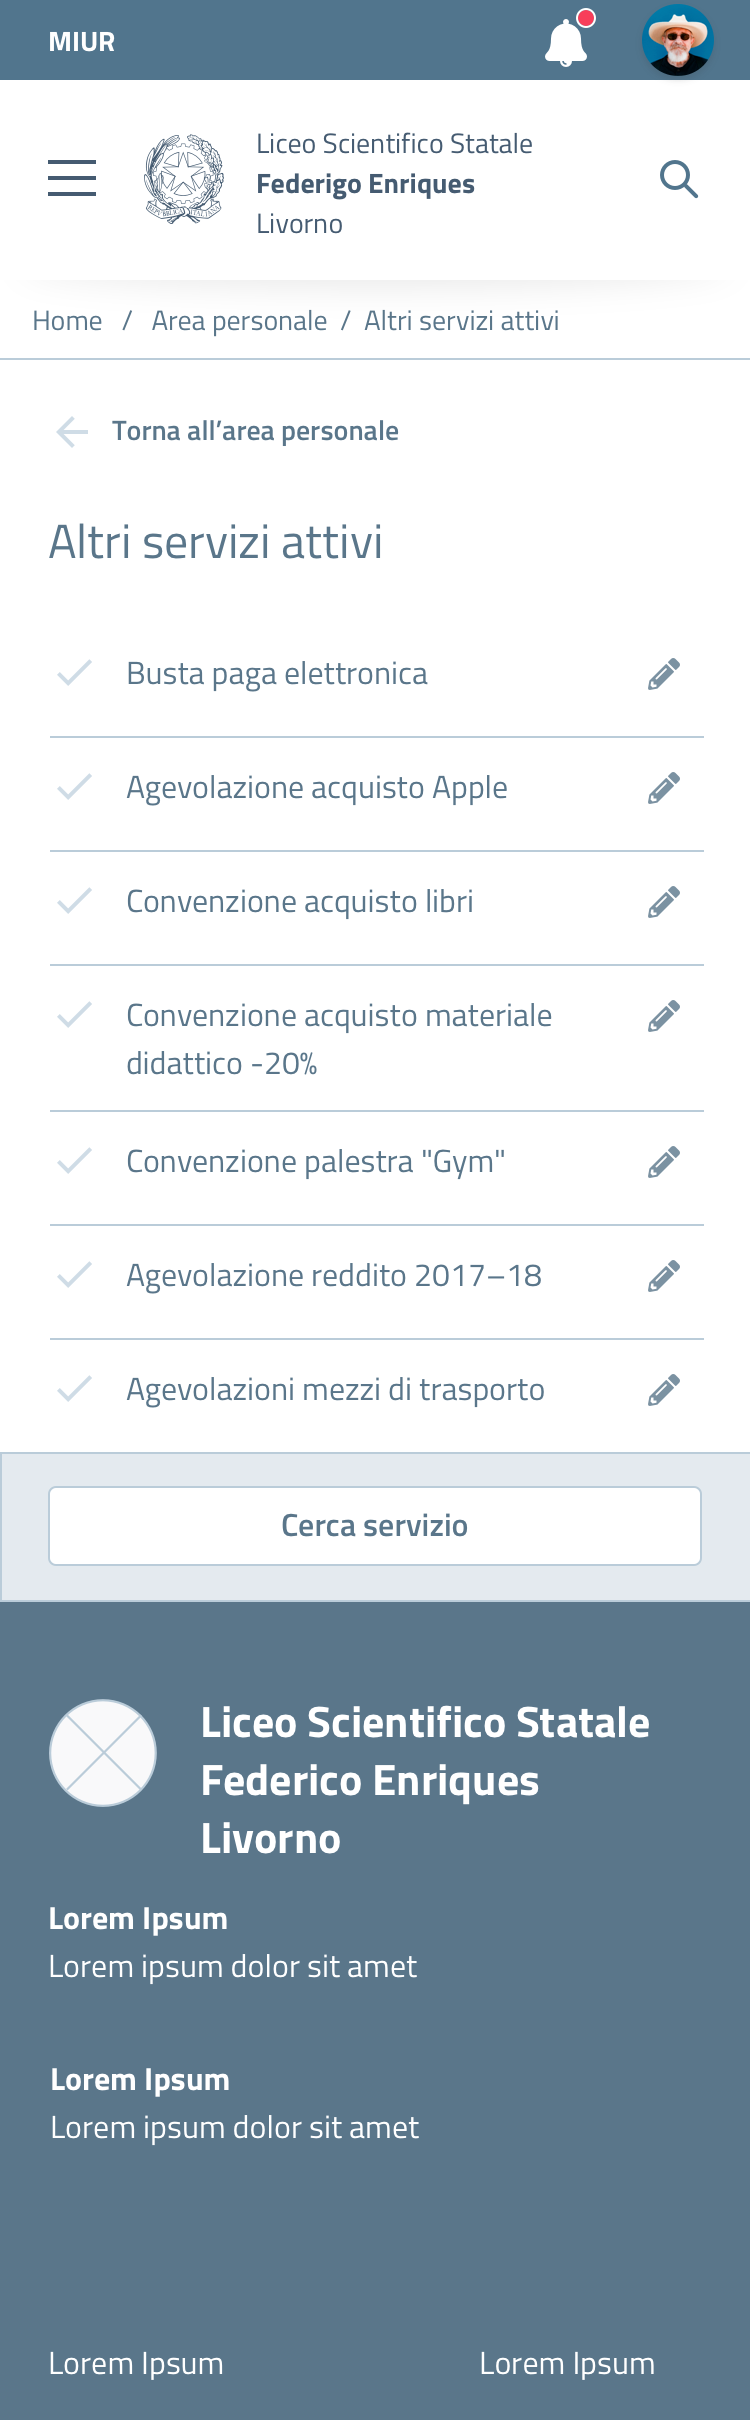 MIUR
Liceo Scientifico Statale
Federigo Enriques
Livorno
REPVBBLICA ITALIANA
Home / Area personale / Altri servizi attivi
Torna all’area personale
Altri servizi attivi
Busta paga elettronica
Agevolazione acquisto Apple
Convenzione acquisto libri
Convenzione acquisto materiale
didattico -20%
Convenzione palestra "Gym"
Agevolazione reddito 2017–18
Agevolazioni mezzi di trasporto
Cerca servizio
Liceo Scientifico Statale
Federico Enriques
Livorno
Lorem Ipsum
Lorem ipsum dolor sit amet
Lorem Ipsum
Lorem ipsum dolor sit amet
Lorem Ipsum
Lorem Ipsum